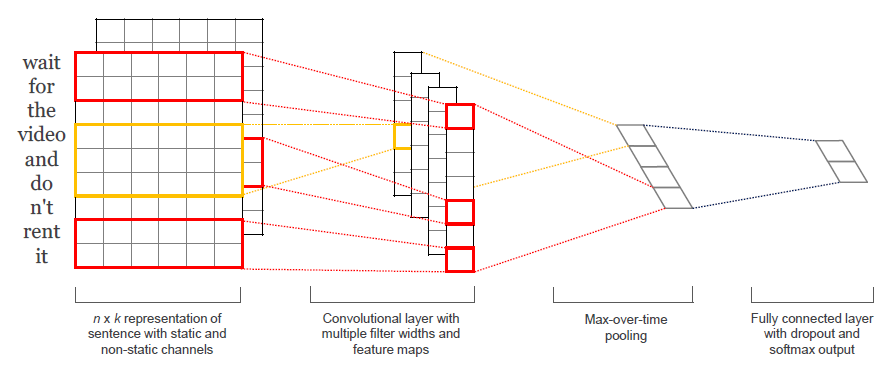 wait
for
the
video
and
do
n't
rent
it
n x k representation of
sentence with static and
non-static channels
Convolutional layer with
multiple filter widths and
feature maps
Max-over-time
pooling
Fully connected layer
with dropout and
softmax output